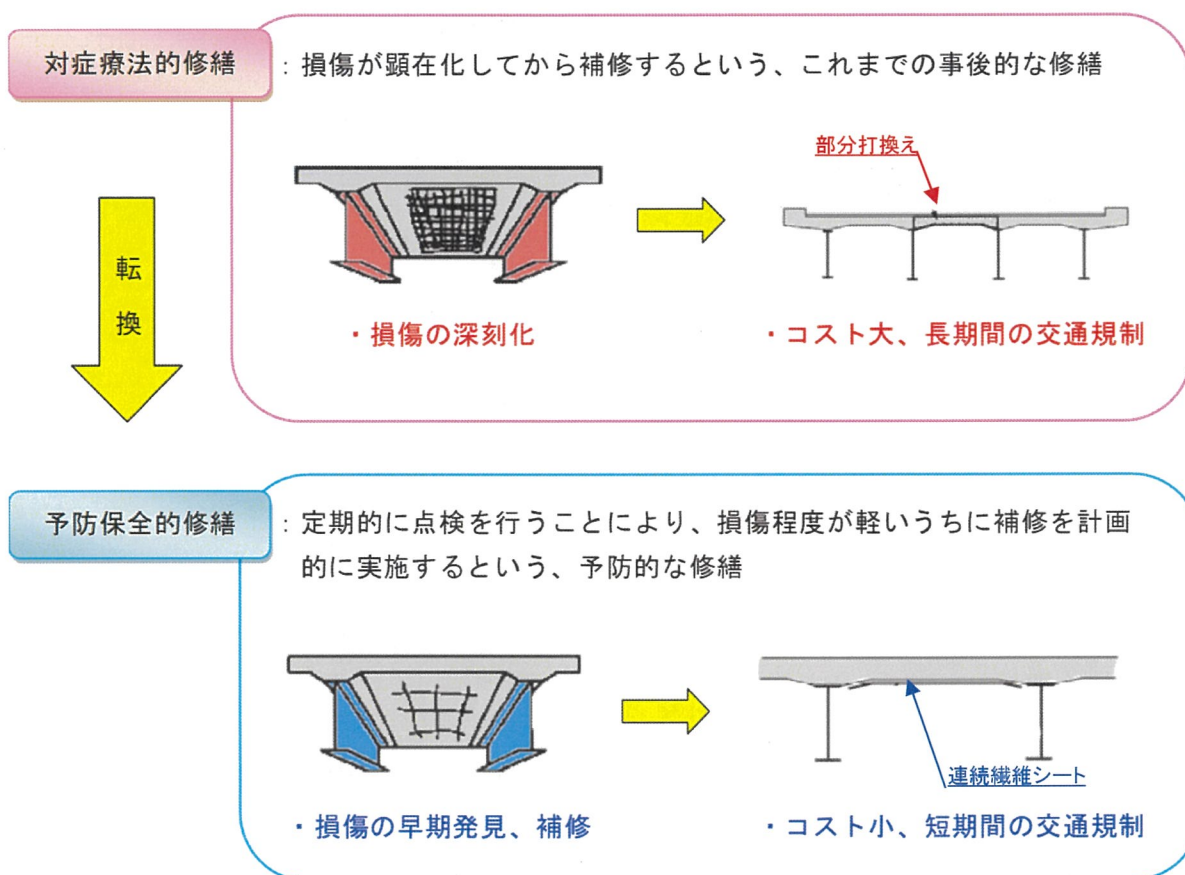 対症療法的修繕
：損傷が顕在化してから補修するという、これまでの事後的な修繕
部分打換え
・損傷の深刻化
・コスト大、長期間の交通規制
転
換
予防保全的修繕
：定期的に点検を行うことにより、損傷程度が軽いうちに補修を計画
的に実施するという、予防的な修繕
連続繊維シート
・損傷の早期発見、補修
・コスト小、短期間の交通規制